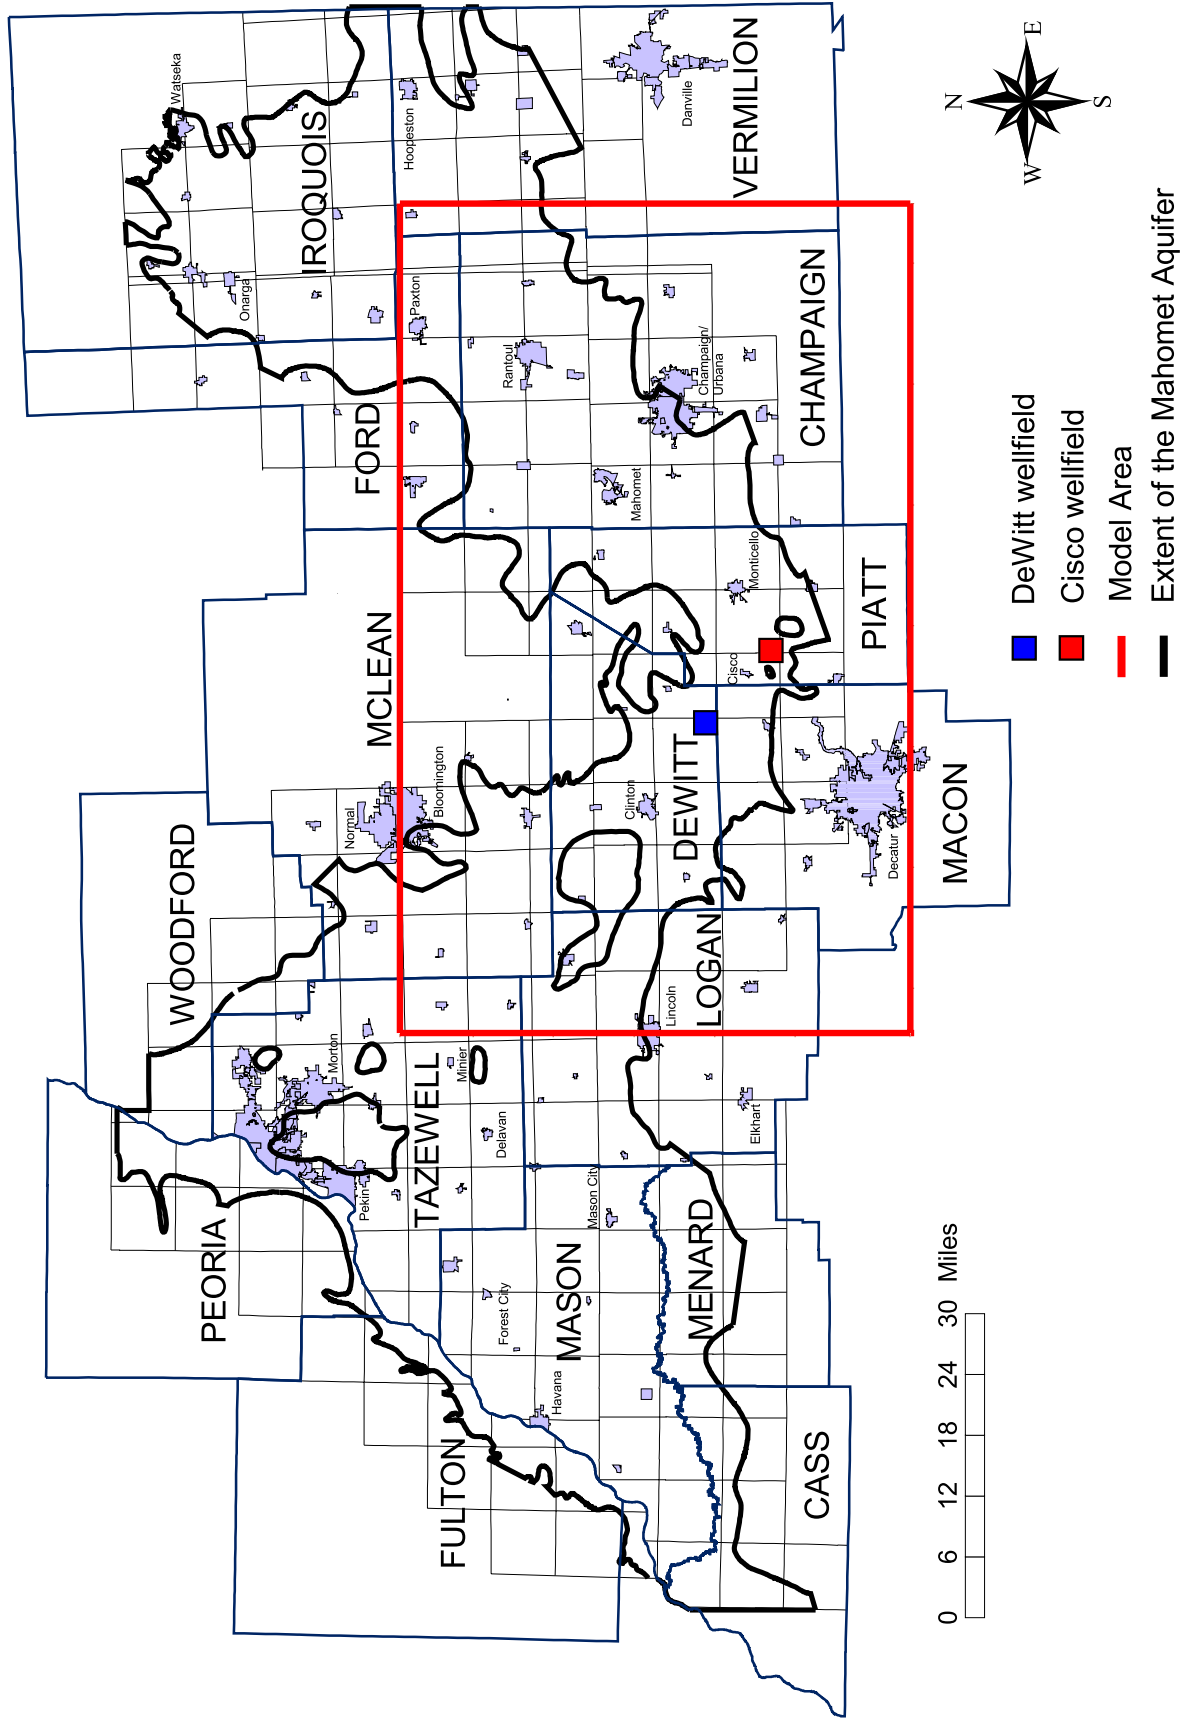 WOODFORD
PEORIA
FULTON
TAZEWELL
MASON
MENARD
CASS
LOGAN
MCLEAN
DEWITT
MACON
PIATT
FORD
CHAMPAIGN
IROQUOIS
VERMILION
Pekin
Morton
Minier
Delavan
Forest City
Havana
Mason City
Elkhart
Lincoln
Normal
Bloomington
Clinton
Decatur
Cisco
Monticello
Mahomet
Champaign/
Urbana
Rantoul
Paxton
Onarga
Watseka
Hoopeston
Danville
0 6 12 18 24 30 Miles
DeWitt wellfield
Cisco wellfield
Model Area
Extent of the Mahomet Aquifer
N
W
E
S